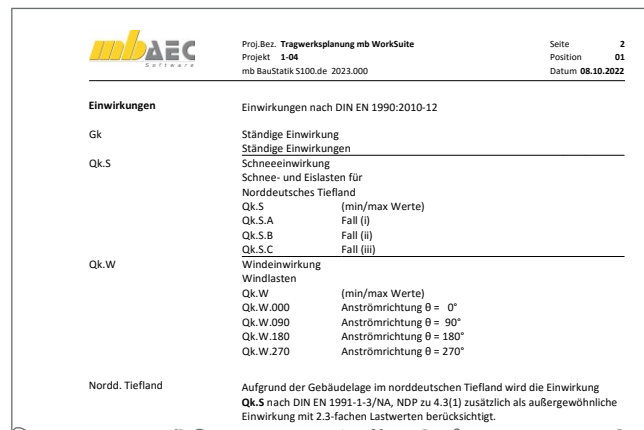 mbAEC
Software
Proj.Bez. Tragwerksplanung mb WorkSuite Seite 2
Projekt 1-04 Position 01
mb BauStatik S100.de 2023.000 Datum 08.10.2022
Einwirkungen Einwirkungen nach DIN EN 1990:2010-12
Gk Ständige Einwirkung
Ständige Einwirkungen
Qk.S Schneeeinwirkung
Schnee- und Eislasten für
Norddeutsches Tiefland
Qk.S (min/max Werte)
Qk.S.A Fall (i)
Qk.S.B Fall (ii)
Qk.S.C Fall (iii)
Qk.W Windeinwirkung
Windlasten
Qk.W (min/max Werte)
Qk.W.000 Anströmrichtung θ = 0°
Qk.W.090 Anströmrichtung θ = 90°
Qk.W.180 Anströmrichtung θ = 180°
Qk.W.270 Anströmrichtung θ = 270°
Nordd. Tiefland Aufgrund der Gebäudelage im norddeutschen Tiefland wird die Einwirkung
Qk.S nach DIN EN 1991-1-3/NA, NDP zu 4.3(1) zusätzlich als außergewöhnliche
Einwirkung mit 2.3-fachen Lastwerten berücksichtigt.